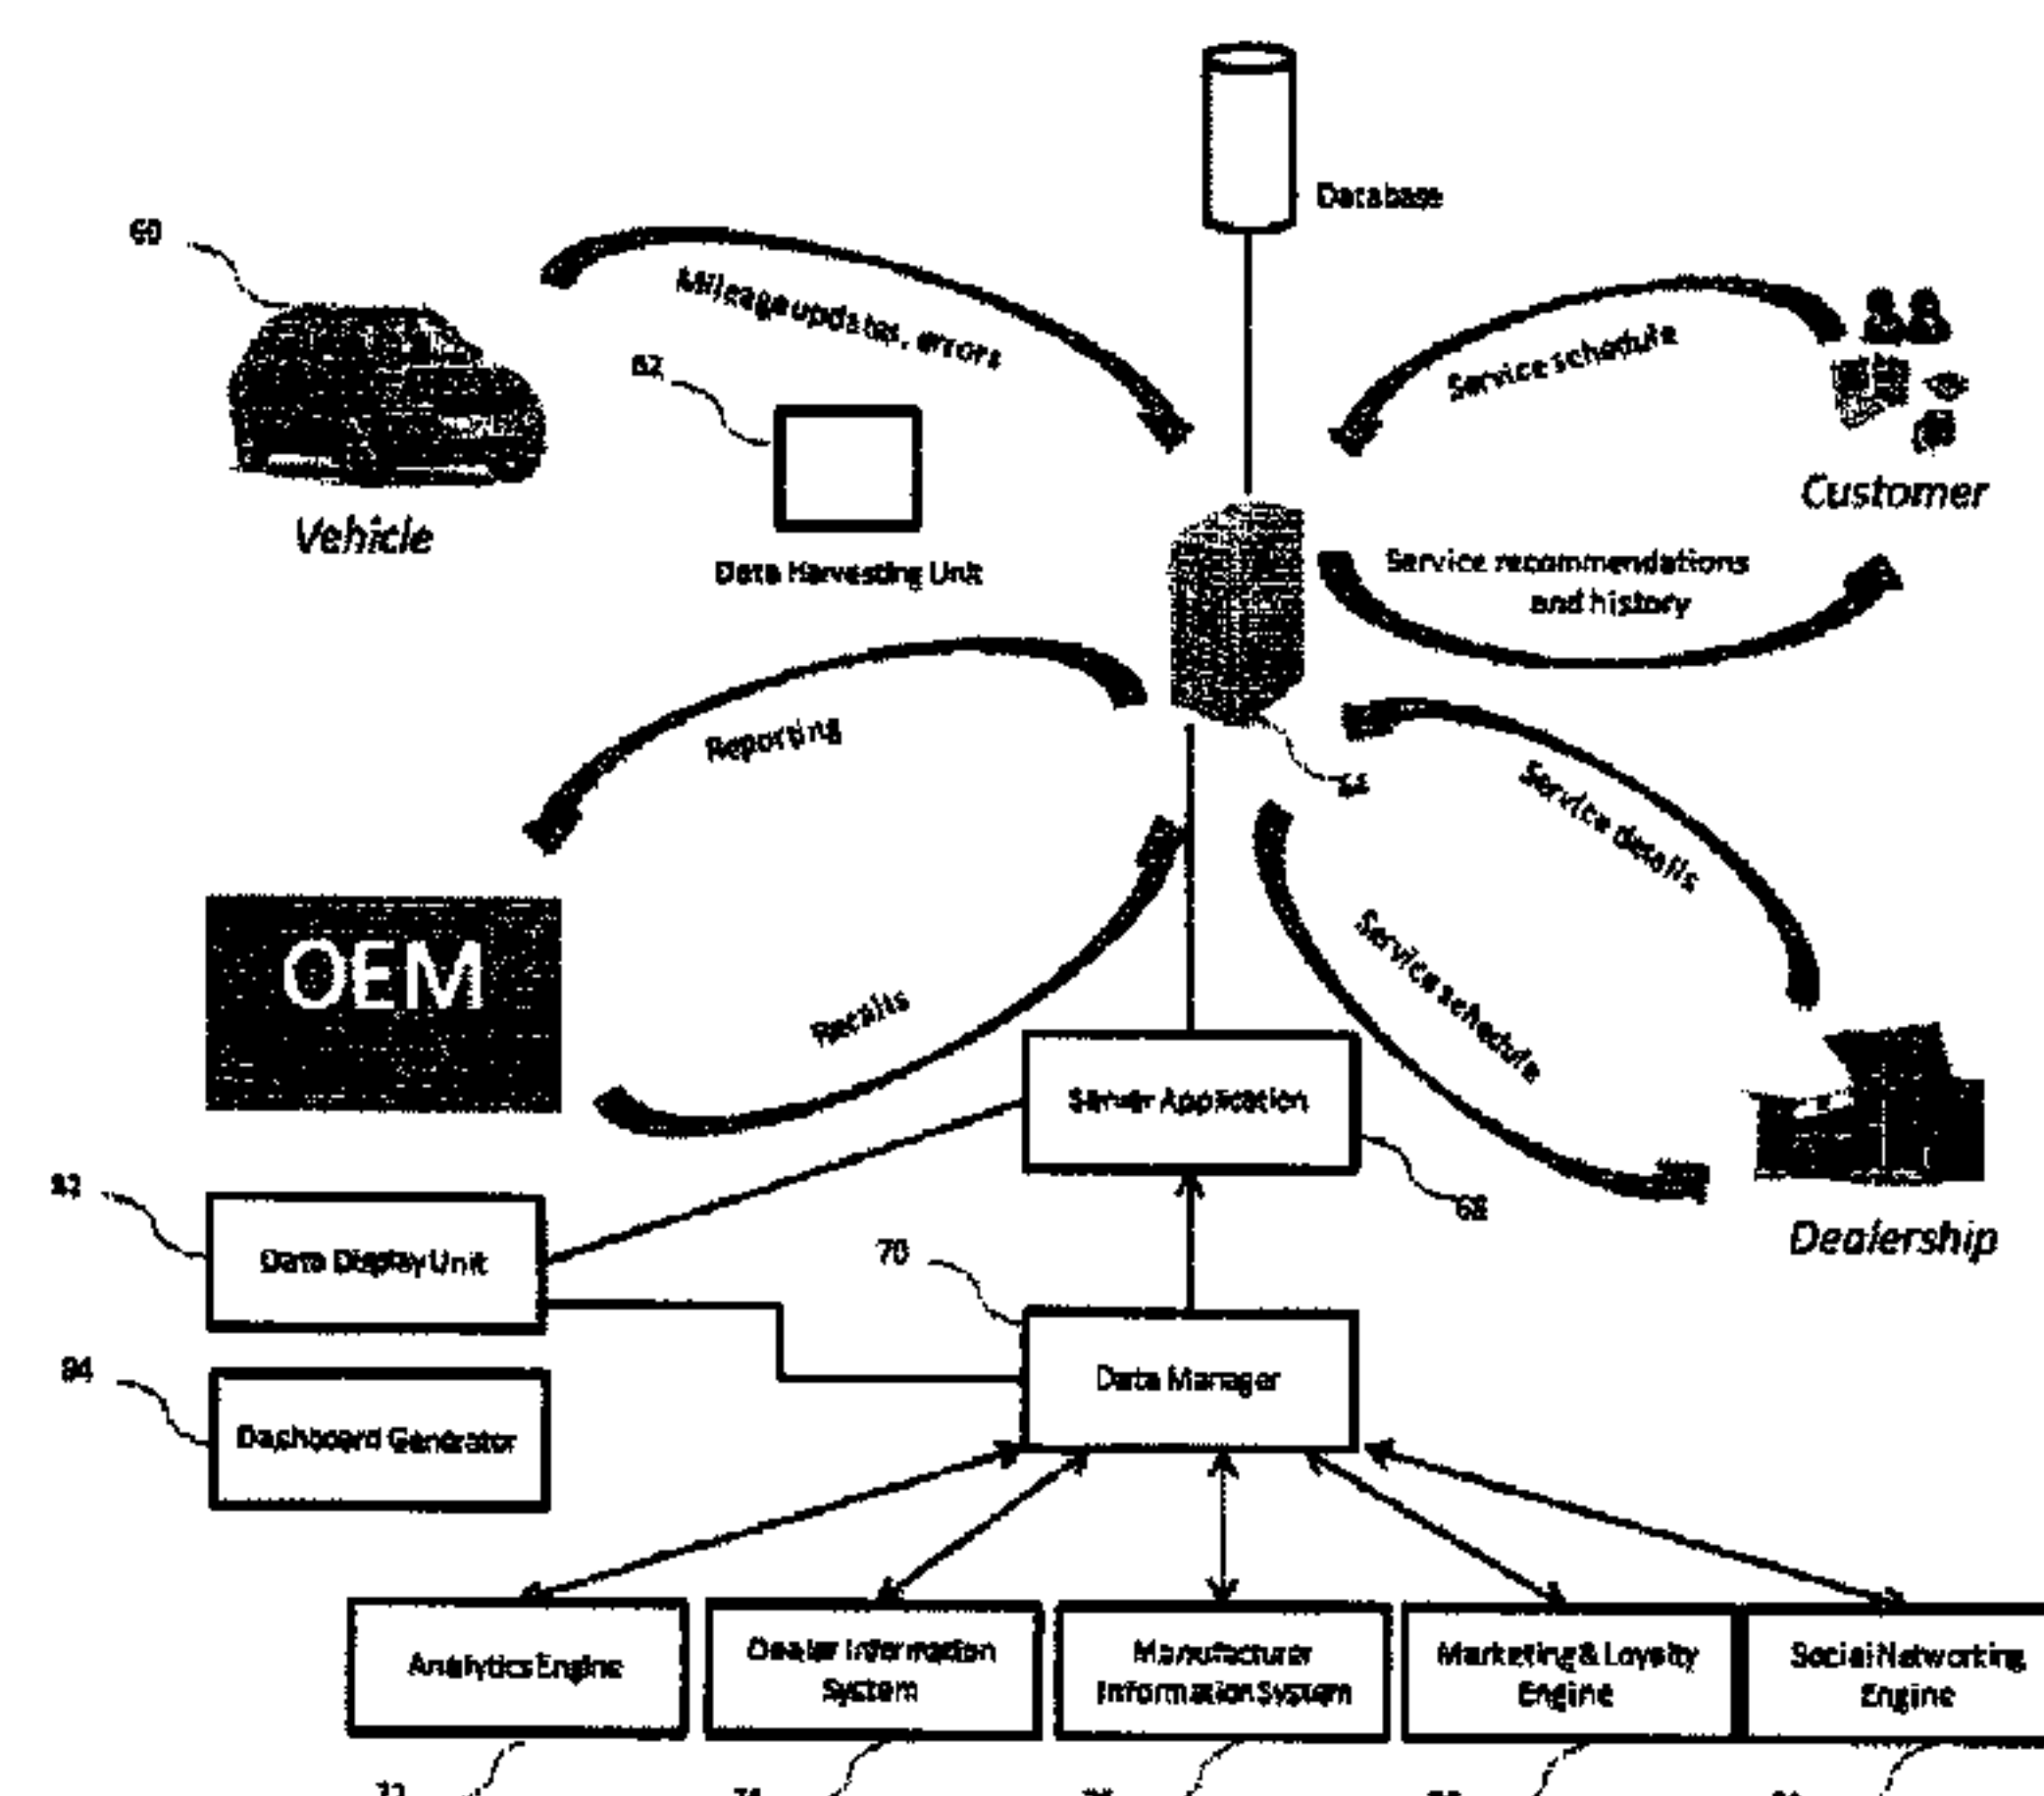 Database
60
Mileage updates, errors
Service schedule
62
Customer
Vehicle
Data Harvesting Unit
Service recommendations
and history
Reporting
Service details
OEM
Service schedule
Recalls
Server Application
82
68
Dealership
Data Display Unit
70
84
Data Manager
Dashboard Generator
Analytics Engine
Dealer Information
System
Manufacturer
Information System
Marketing & Loyalty
Engine
Social Networking
Engine